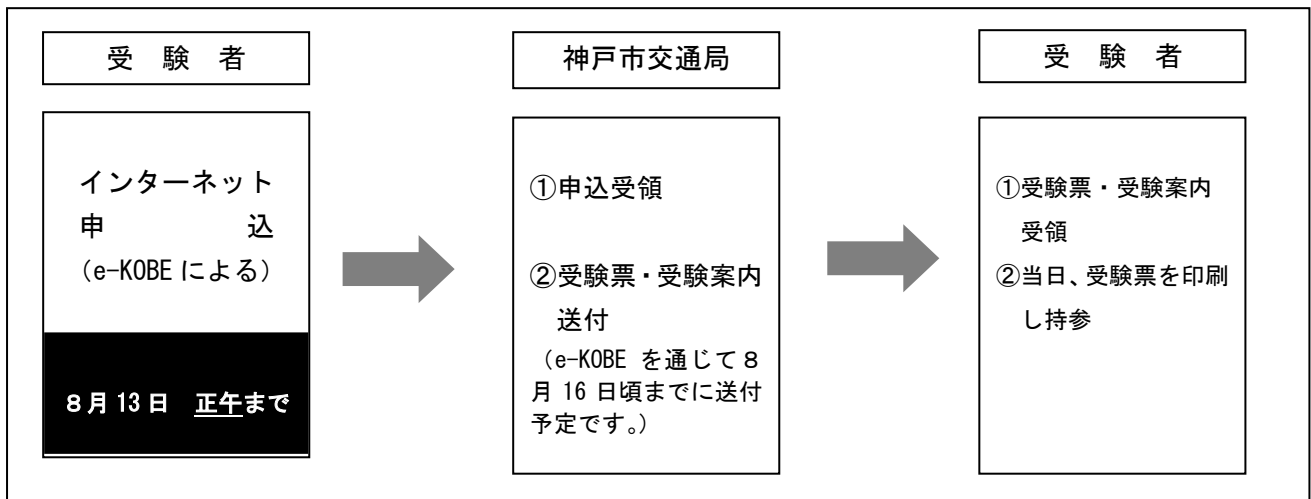 受 験 者
インターネット
申 込
(e-KOBE による)
8月13日 正午まで
神戸市交通局
①申込受領
②受験票・受験案内
送付
(e-KOBE を通じて8
月 16 日頃までに送付
予定です。)
受 験 者
①受験票・受験案内
受領
②当日、受験票を印刷
し持参